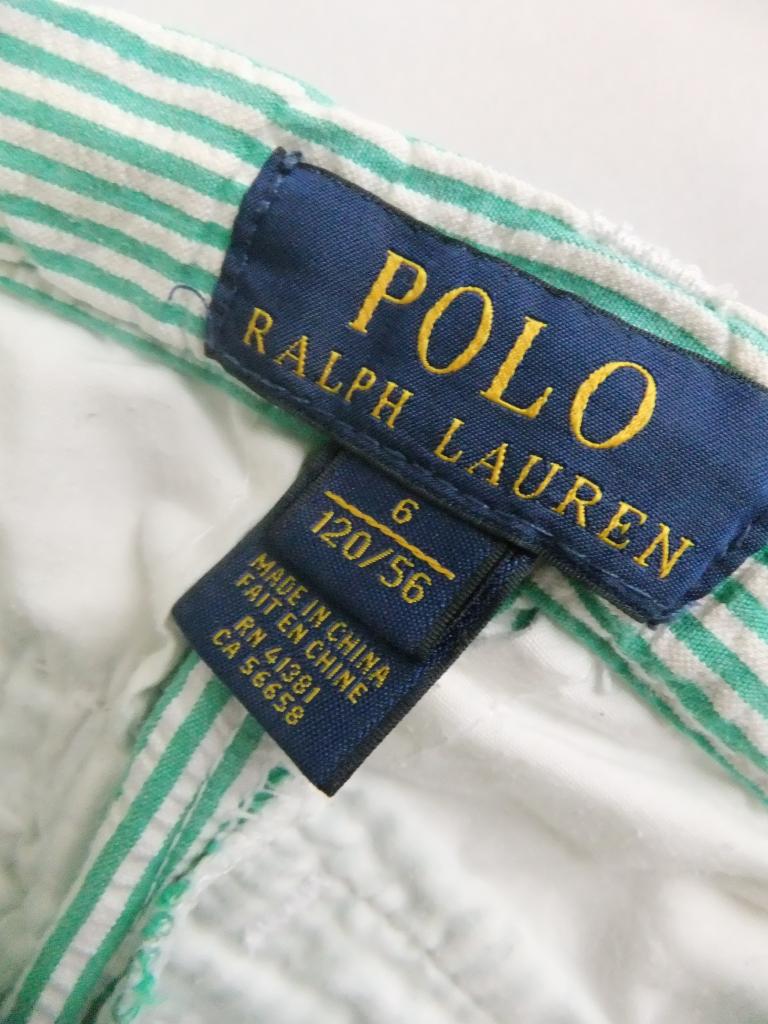 POLO
RALPH LAUREN
6
120/56
MADE IN CHINA
FAIT EN CHINE
RN 41381
CA 56658